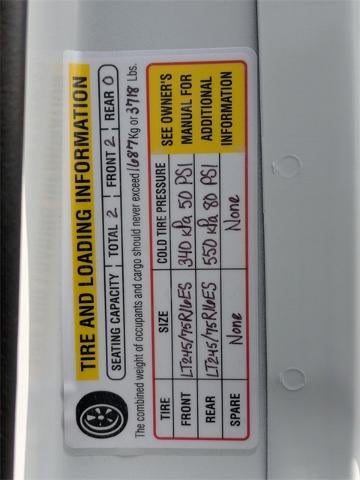 TIRE AND LOADING INFORMATION
SEATING CAPACITY TOTAL 2 FRONT 2 REAR 0
The combined weight of occupants and cargo should never exceed 1687 Kg or 3718 Lbs.
TIRE SIZE COLD TIRE PRESSURE SEE OWNER'S MANUAL FOR ADDITIONAL INFORMATION
FRONT LT245/75R16ES 340 kPa 50 PSI
REAR LT245/75R16ES 550 kPa 80 PSI
SPARE None None